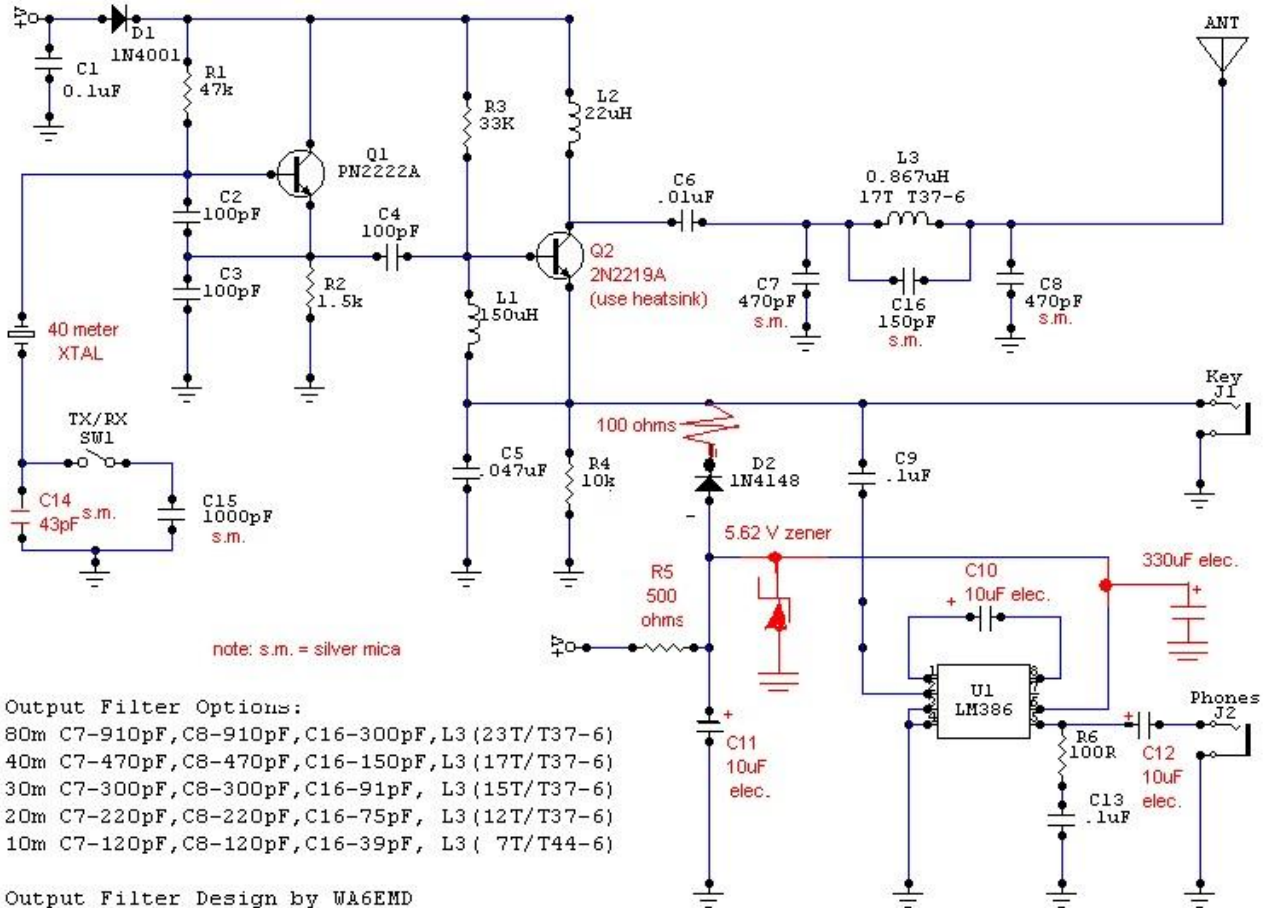 +V
D1
1N4001
C1
0.1uF
R1
47k
Q1
PN2222A
R3
33K
L2
22uH
ANT
C2
100pF
C3
100pF
C4
100pF
R2
1.5k
L1
150uH
Q2
2N2219A
(use heatsink)
C6
.01uF
L3
0.867uH
17T T37-6
C7
470pF
s.m.
C16
150pF
s.m.
C8
470pF
s.m.
40 meter
XTAL
TX/RX
SW1
C14
43pF s.m.
C15
1000pF
s.m.
Key
J1
100 ohms
C5
.047uF
R4
10k
D2
1N4148
C9
.1uF
5.62 V zener
R5
500
ohms
+V
C10
+ 10uF elec.
330uF elec.
+
note: s.m. = silver mica
1
2
3
4
8
7
6
5
U1
LM386
+
C11
10uF
elec.
R6
100R
+
C12
10uF
elec.
C13
.1uF
Phones
J2
Output Filter Options:
80m C7-910pF,C8-910pF,C16-300pF,L3(23T/T37-6)
40m C7-470pF,C8-470pF,C16-150pF,L3(17T/T37-6)
30m C7-300pF,C8-300pF,C16-91pF, L3(15T/T37-6)
20m C7-220pF,C8-220pF,C16-75pF, L3(12T/T37-6)
10m C7-120pF,C8-120pF,C16-39pF, L3( 7T/T44-6)
Output Filter Design by WA6EMD